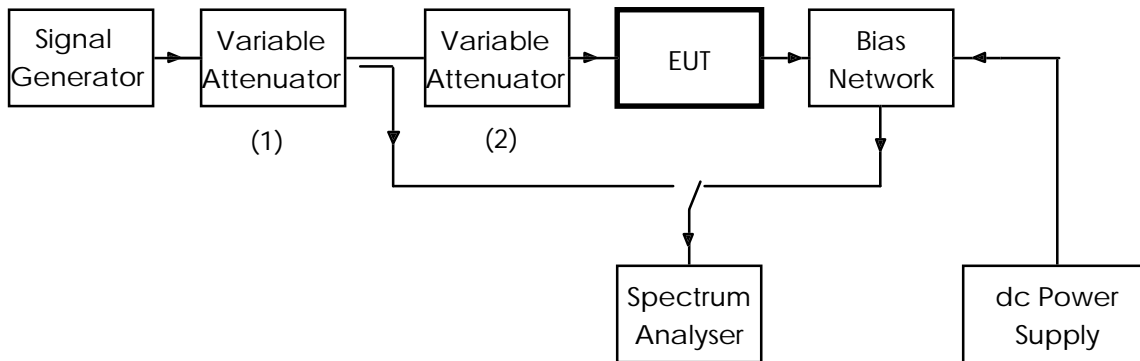 Signal
Generator
Variable
Attenuator
(1)
Variable
Attenuator
(2)
EUT
Bias
Network
Spectrum
Analyser
dc Power
Supply